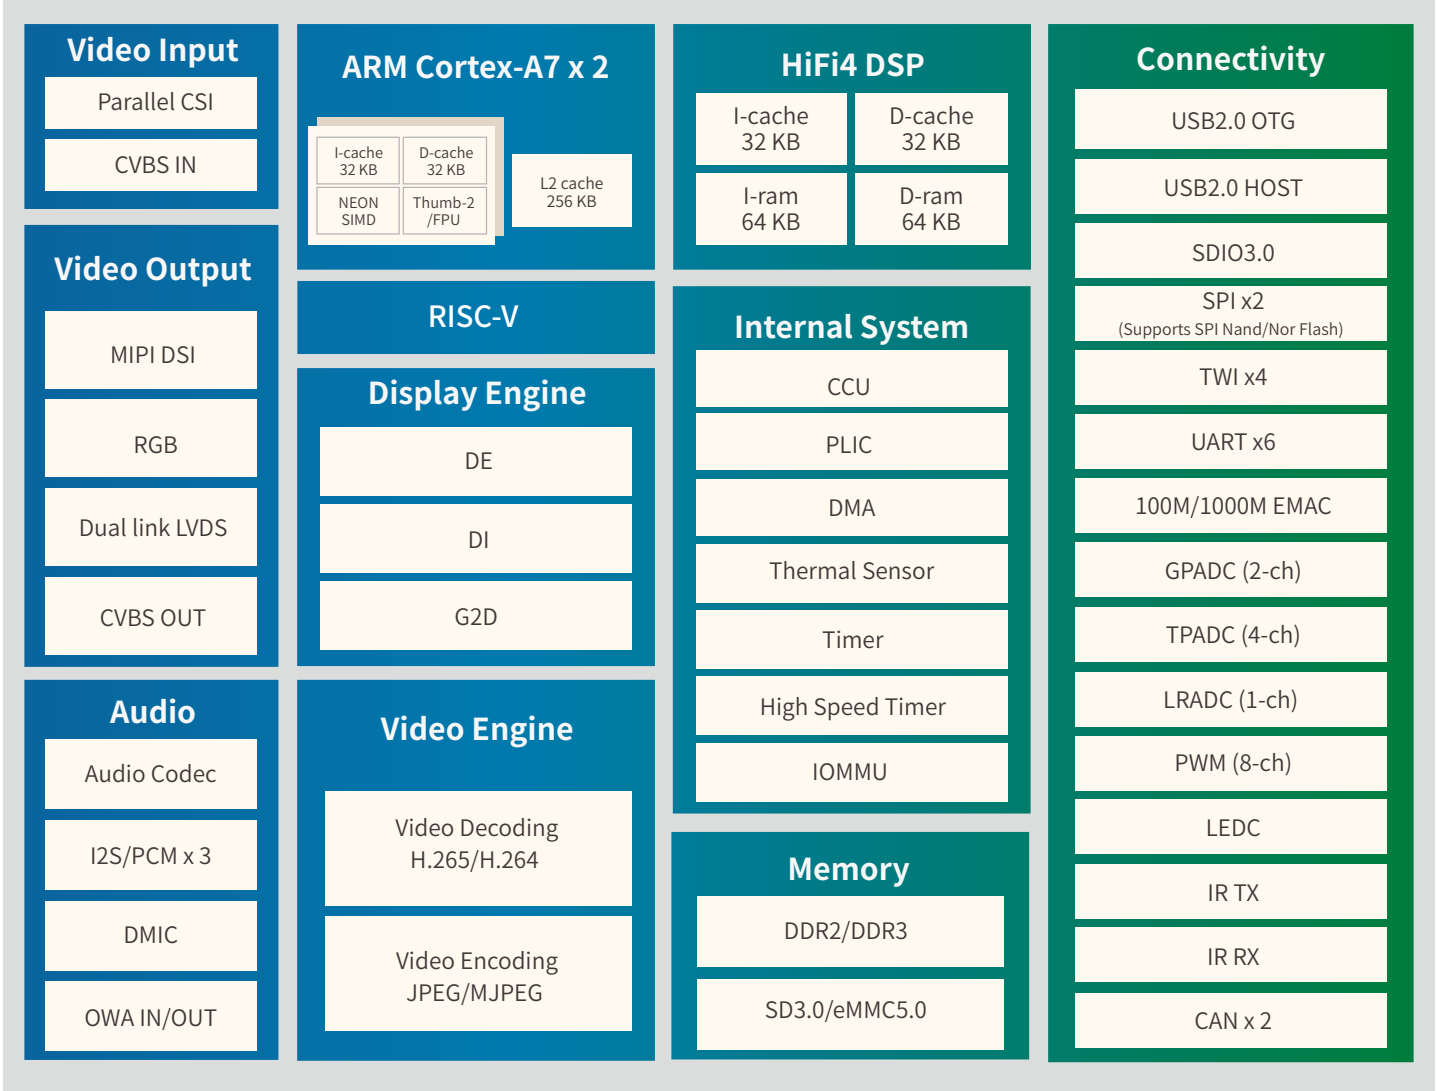 Video Input
Parallel CSI
CVBS IN
Video Output
MIPI DSI
RGB
Dual link LVDS
CVBS OUT
Audio
Audio Codec
I2S/PCM x 3
DMIC
OWA IN/OUT
ARM Cortex-A7 x 2
I-cache
32 KB
D-cache
32 KB
NEON
SIMD
Thumb-2
/FPU
L2 cache
256 KB
RISC-V
Display Engine
DE
DI
G2D
Video Engine
Video Decoding
H.265/H.264
Video Encoding
JPEG/MJPEG
HiFi4 DSP
I-cache
32 KB
D-cache
32 KB
I-ram
64 KB
D-ram
64 KB
Internal System
CCU
PLIC
DMA
Thermal Sensor
Timer
High Speed Timer
IOMMU
Memory
DDR2/DDR3
SD3.0/eMMC5.0
Connectivity
USB2.0 OTG
USB2.0 HOST
SDIO3.0
SPI x2
(Supports SPI Nand/Nor Flash)
TWI x4
UART x6
100M/1000M EMAC
GPADC (2-ch)
TPADC (4-ch)
LRADC (1-ch)
PWM (8-ch)
LEDC
IR TX
IR RX
CAN x 2